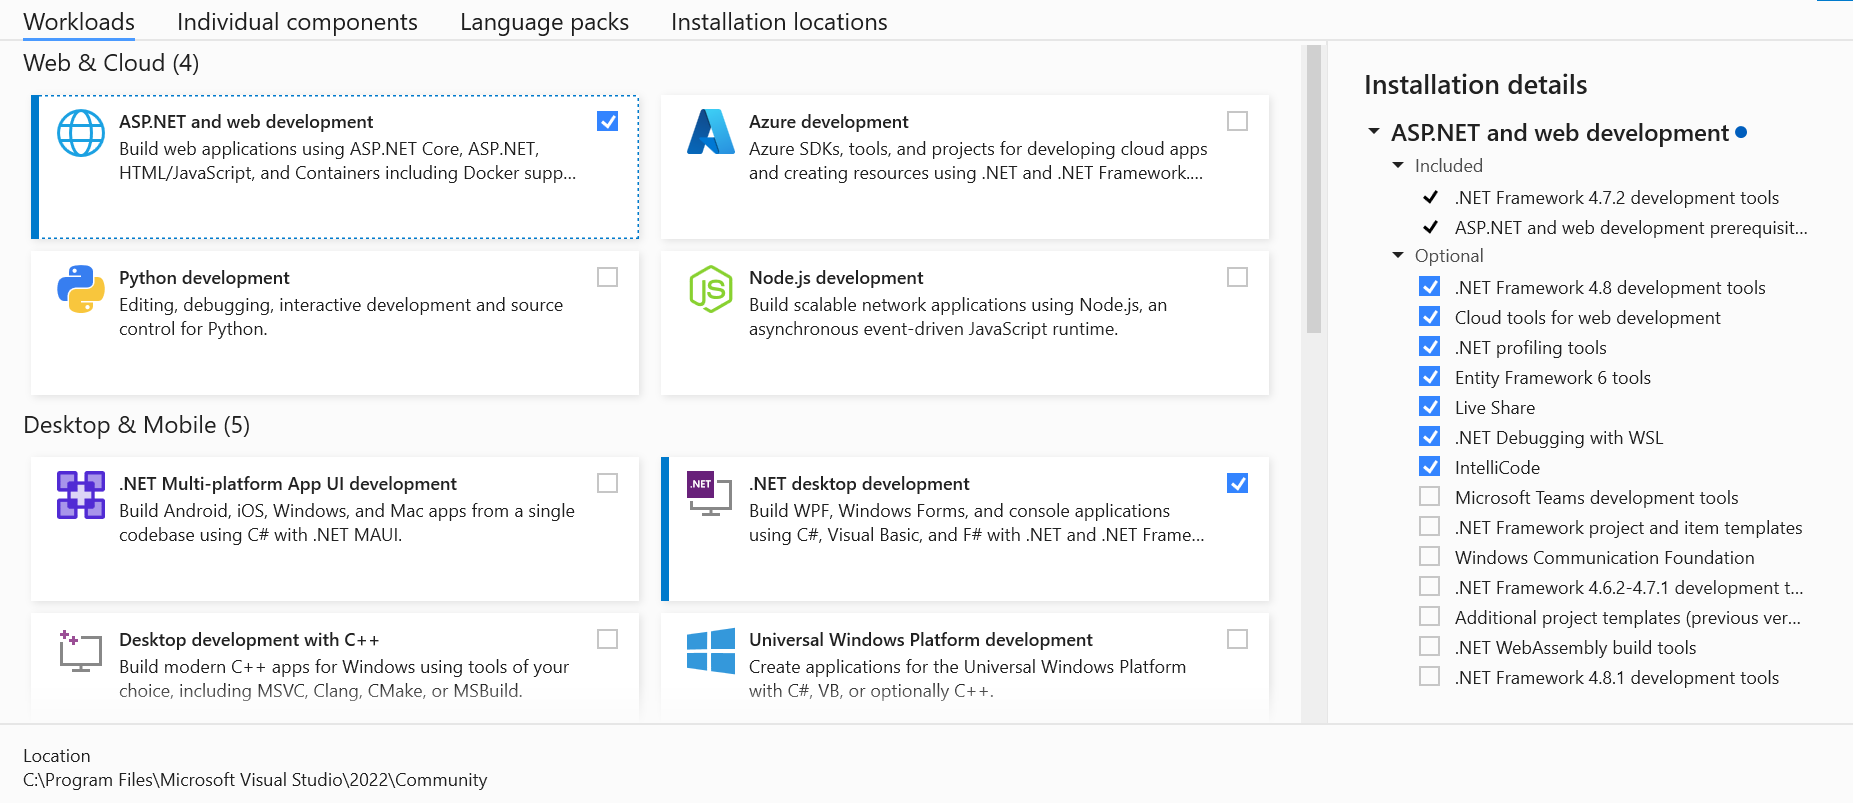 Workloads
Individual components
Language packs
Installation locations
Web & Cloud (4)
ASP.NET and web development
Build web applications using ASP.NET Core, ASP.NET,
HTML/JavaScript, and Containers including Docker supp...
Azure development
Azure SDKs, tools, and projects for developing cloud apps
and creating resources using .NET and .NET Framework....
Python development
Editing, debugging, interactive development and source
control for Python.
JS
Node.js development
Build scalable network applications using Node.js, an
asynchronous event-driven JavaScript runtime.
Desktop & Mobile (5)
.NET Multi-platform App UI development
Build Android, iOS, Windows, and Mac apps from a single
codebase using C# with .NET MAUI.
.NET
.NET desktop development
Build WPF, Windows Forms, and console applications
using C#, Visual Basic, and F# with .NET and .NET Frame...
Desktop development with C++
Build modern C++ apps for Windows using tools of your
choice, including MSVC, Clang, CMake, or MSBuild.
Universal Windows Platform development
Create applications for the Universal Windows Platform
with C#, VB, or optionally C++.
Installation details
ASP.NET and web development
Included
.NET Framework 4.7.2 development tools
ASP.NET and web development prerequisit...
Optional
.NET Framework 4.8 development tools
Cloud tools for web development
.NET profiling tools
Entity Framework 6 tools
Live Share
.NET Debugging with WSL
IntelliCode
Microsoft Teams development tools
.NET Framework project and item templates
Windows Communication Foundation
.NET Framework 4.6.2-4.7.1 development t...
Additional project templates (previous ver...
.NET WebAssembly build tools
.NET Framework 4.8.1 development tools
Location
C:\Program Files\Microsoft Visual Studio\2022\Community